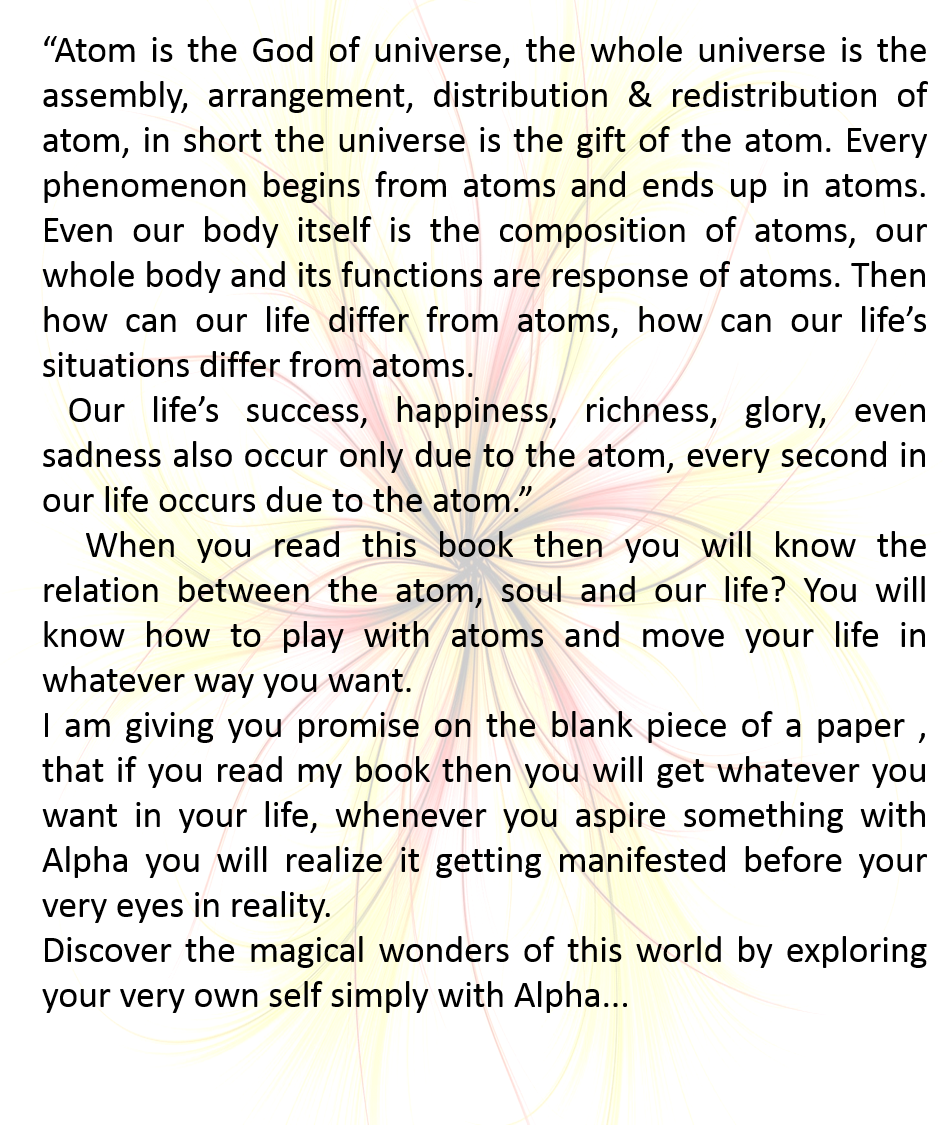 “Atom is the God of universe, the whole universe is the
assembly, arrangement, distribution & redistribution of
atom, in short the universe is the gift of the atom. Every
phenomenon begins from atoms and ends up in atoms.
Even our body itself is the composition of atoms, our
whole body and its functions are response of atoms. Then
how can our life differ from atoms, how can our life’s
situations differ from atoms.
Our life’s success, happiness, richness, glory, even
sadness also occur only due to the atom, every second in
our life occurs due to the atom.”
When you read this book then you will know the
relation between the atom, soul and our life? You will
know how to play with atoms and move your life in
whatever way you want.
I am giving you promise on the blank piece of a paper ,
that if you read my book then you will get whatever you
want in your life, whenever you aspire something with
Alpha you will realize it getting manifested before your
very eyes in reality.
Discover the magical wonders of this world by exploring
your very own self simply with Alpha...